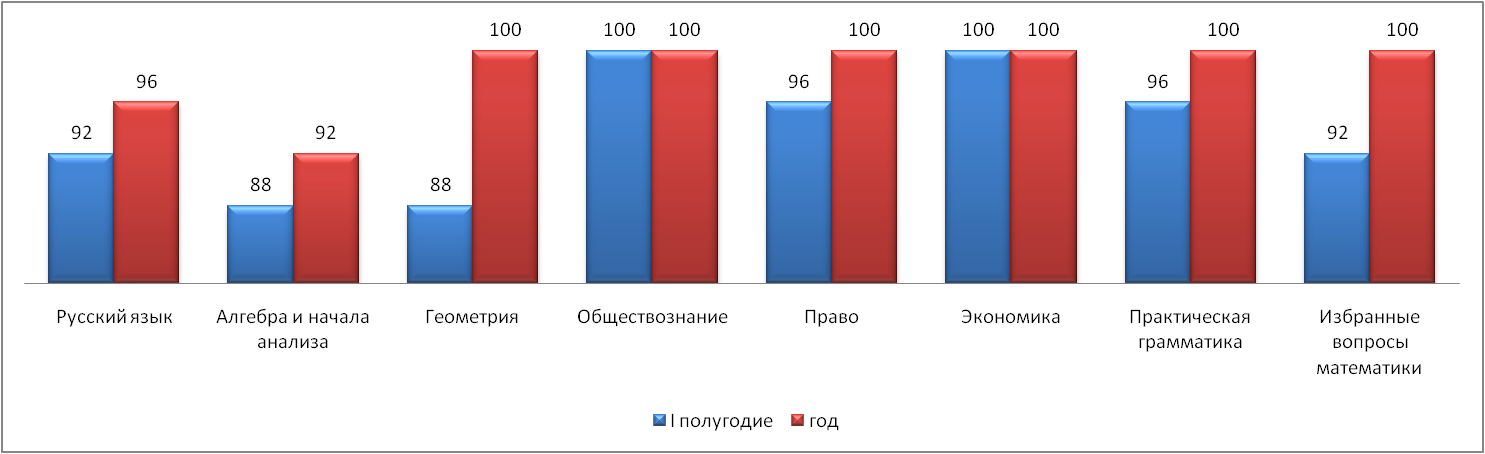 100 100 100 100 100 100 100 100
96 96 96
92 92 92
88 88
Русский язык Алгебра и начала Геометрия Обществознание Право Экономика Практическая Избранные
анализа грамматика вопросы
математики
I полугодие год